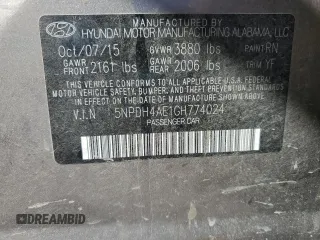 MANUFACTURED BY
HYUNDAI MOTOR MANUFACTURING ALABAMA, LLC
Oct/07/15 GVWR 3880 lbs PAINT RN
GAWR FRONT 2161 lbs GAWR REAR 2006 lbs TRIM YF
THIS VEHICLE CONFORMS TO ALL APPLICABLE U.S. FEDERAL
MOTOR VEHICLE SAFETY, BUMPER, AND THEFT PREVENTION
STANDARDS IN EFFECT ON THE DATE OF MANUFACTURE
SHOWN ABOVE.
V.I.N 5NPDH4AE1GH774024
PASSENGER CAR
© DREAMBID